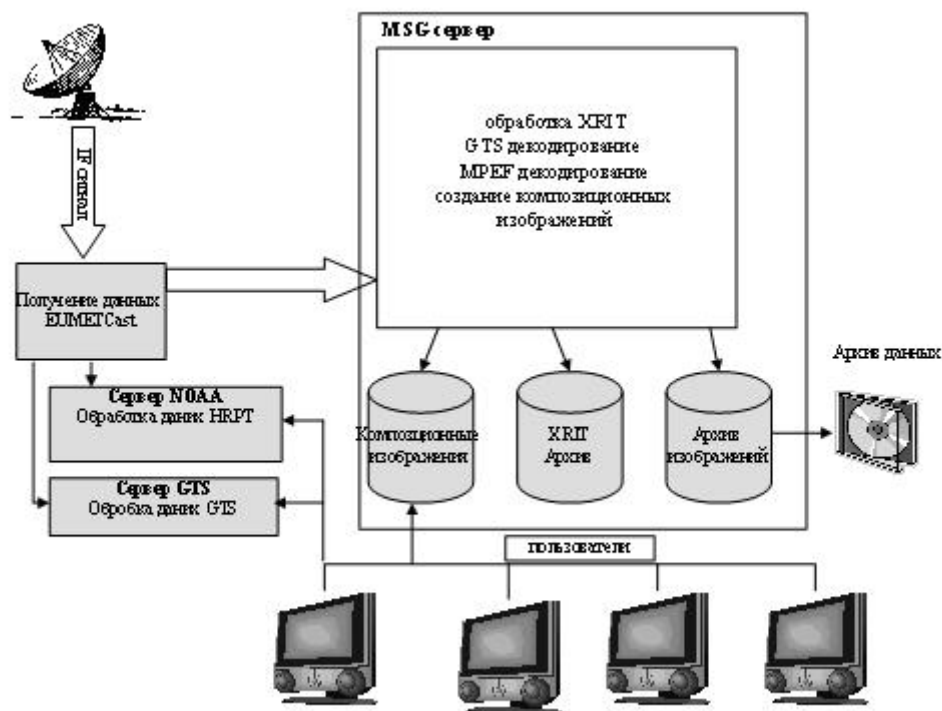 MSG сервер
обработка XRIT
GTS декодирование
MPEF декодирование
создание композиционных
изображений
IF сигнал
Получение данных
EUMETCast
Архив данных
Сервер NOAA
Обработка даних HRPT
Композиционные
изображения
XRIT
Архив
Архив
изображений
Сервер GTS
Обробка даних GTS
пользователи